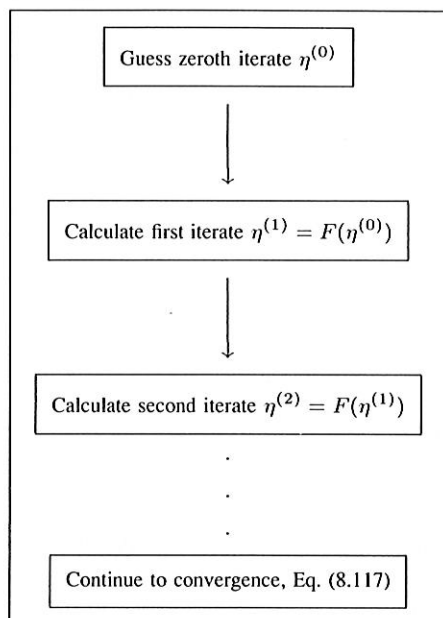 Guess zeroth iterate η^(0)
Calculate first iterate η^(1) = F(η^(0))
Calculate second iterate η^(2) = F(η^(1))
.
.
.
Continue to convergence, Eq. (8.117)